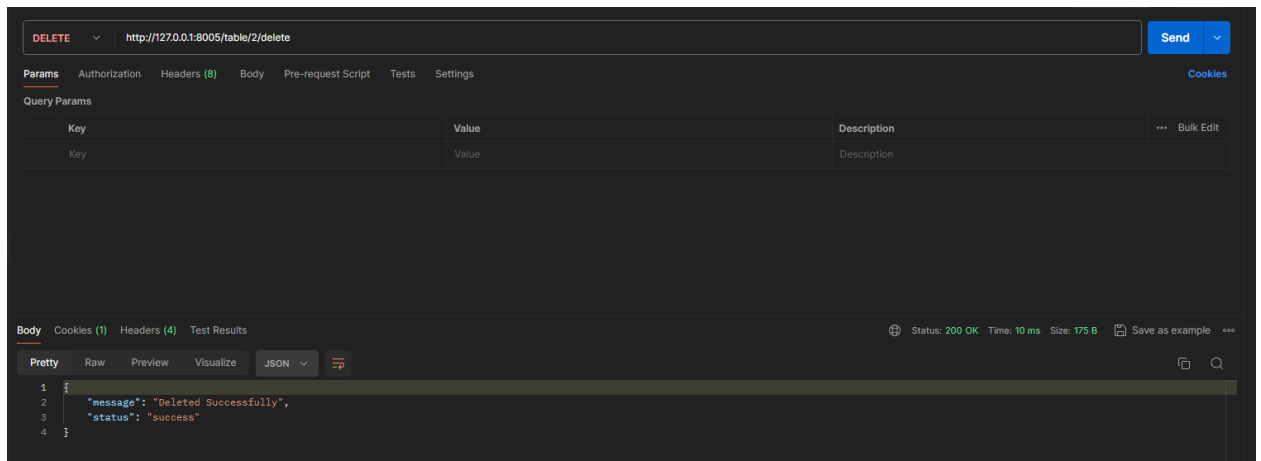 DELETE http://127.0.0.1:8005/table/2/delete Send
Params Authorization Headers (8) Body Pre-request Script Tests Settings Cookies
Query Params
Key Value Description ••• Bulk Edit
Key Value Description
Body Cookies (1) Headers (4) Test Results Status: 200 OK Time: 10 ms Size: 175 B Save as example
Pretty Raw Preview Visualize JSON
1 {
2 "message": "Deleted Successfully",
3 "status": "success"
4 }